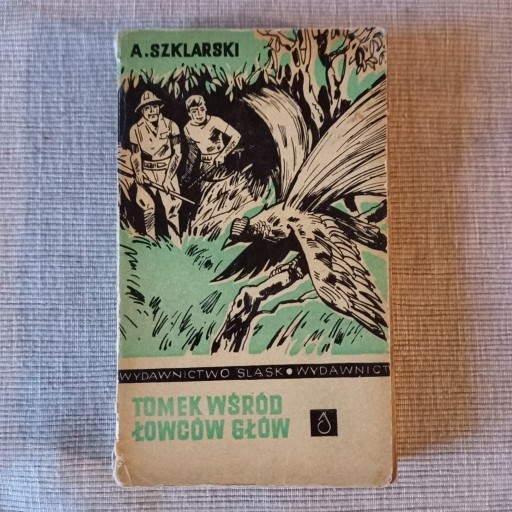 A. SZKLARSKI
WYDAWNICTWO ŚLĄSK • WYDAWNICT
TOMEK WŚRÓD
ŁOWCÓW GŁÓW